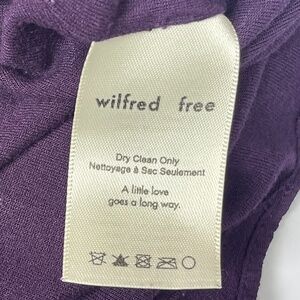 wilfred free
Dry Clean Only
Nettoyage à Sec Seulement
A little love
goes a long way.